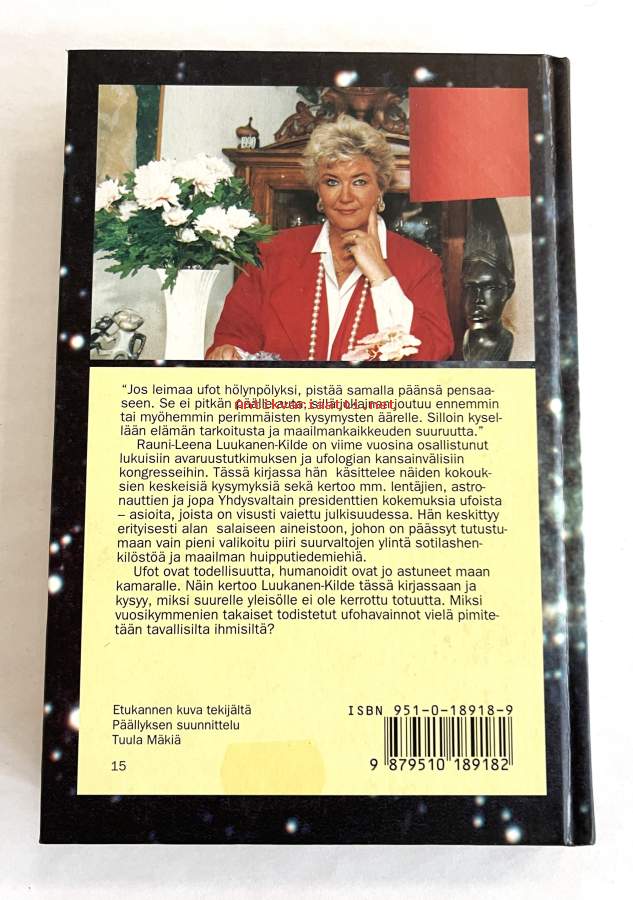 1990
"Jos leimaa ufot hölynpölyksi, pistää samalla päänsä pensaa-
seen. Se ei pitkän päälle auta, sillä jokainen joutuu ennemmin
tai myöhemmin perimmäisten kysymysten äärelle. Silloin kysel-
lään elämän tarkoitusta ja maailmankaikkeuden suuruutta."
Rauni-Leena Luukanen-Kilde on viime vuosina osallistunut
lukuisiin avaruustutkimuksen ja ufologian kansainvälisiin
kongresseihin. Tässä kirjassa hän käsittelee näiden kokouk-
sien keskeisiä kysymyksiä sekä kertoo mm. lentäjien, astro-
nauttien ja jopa Yhdysvaltain presidenttien kokemuksia ufoista
– asioita, joista on visusti vaiettu julkisuudessa. Hän keskittyy
erityisesti alan salaiseen aineistoon, johon on päässyt tutustu-
maan vain pieni valikoitu piiri suurvaltojen ylintä sotilashen-
kilöstöä ja maailman huipputiedemiehiä.
Ufot ovat todellisuutta, humanoidit ovat jo astuneet maan
kamaralle. Näin kertoo Luukanen-Kilde tässä kirjassaan ja
kysyy, miksi suurelle yleisölle ei ole kerrottu totuutta. Miksi
vuosikymmenien takaiset todistetut ufohavainnot vielä pimite-
tään tavallisilta ihmisiltä?
Etukannen kuva tekijältä
Päällyksen suunnittelu
Tuula Mäkiä
15
ISBN 951-0-18918-9
9 879510 189182